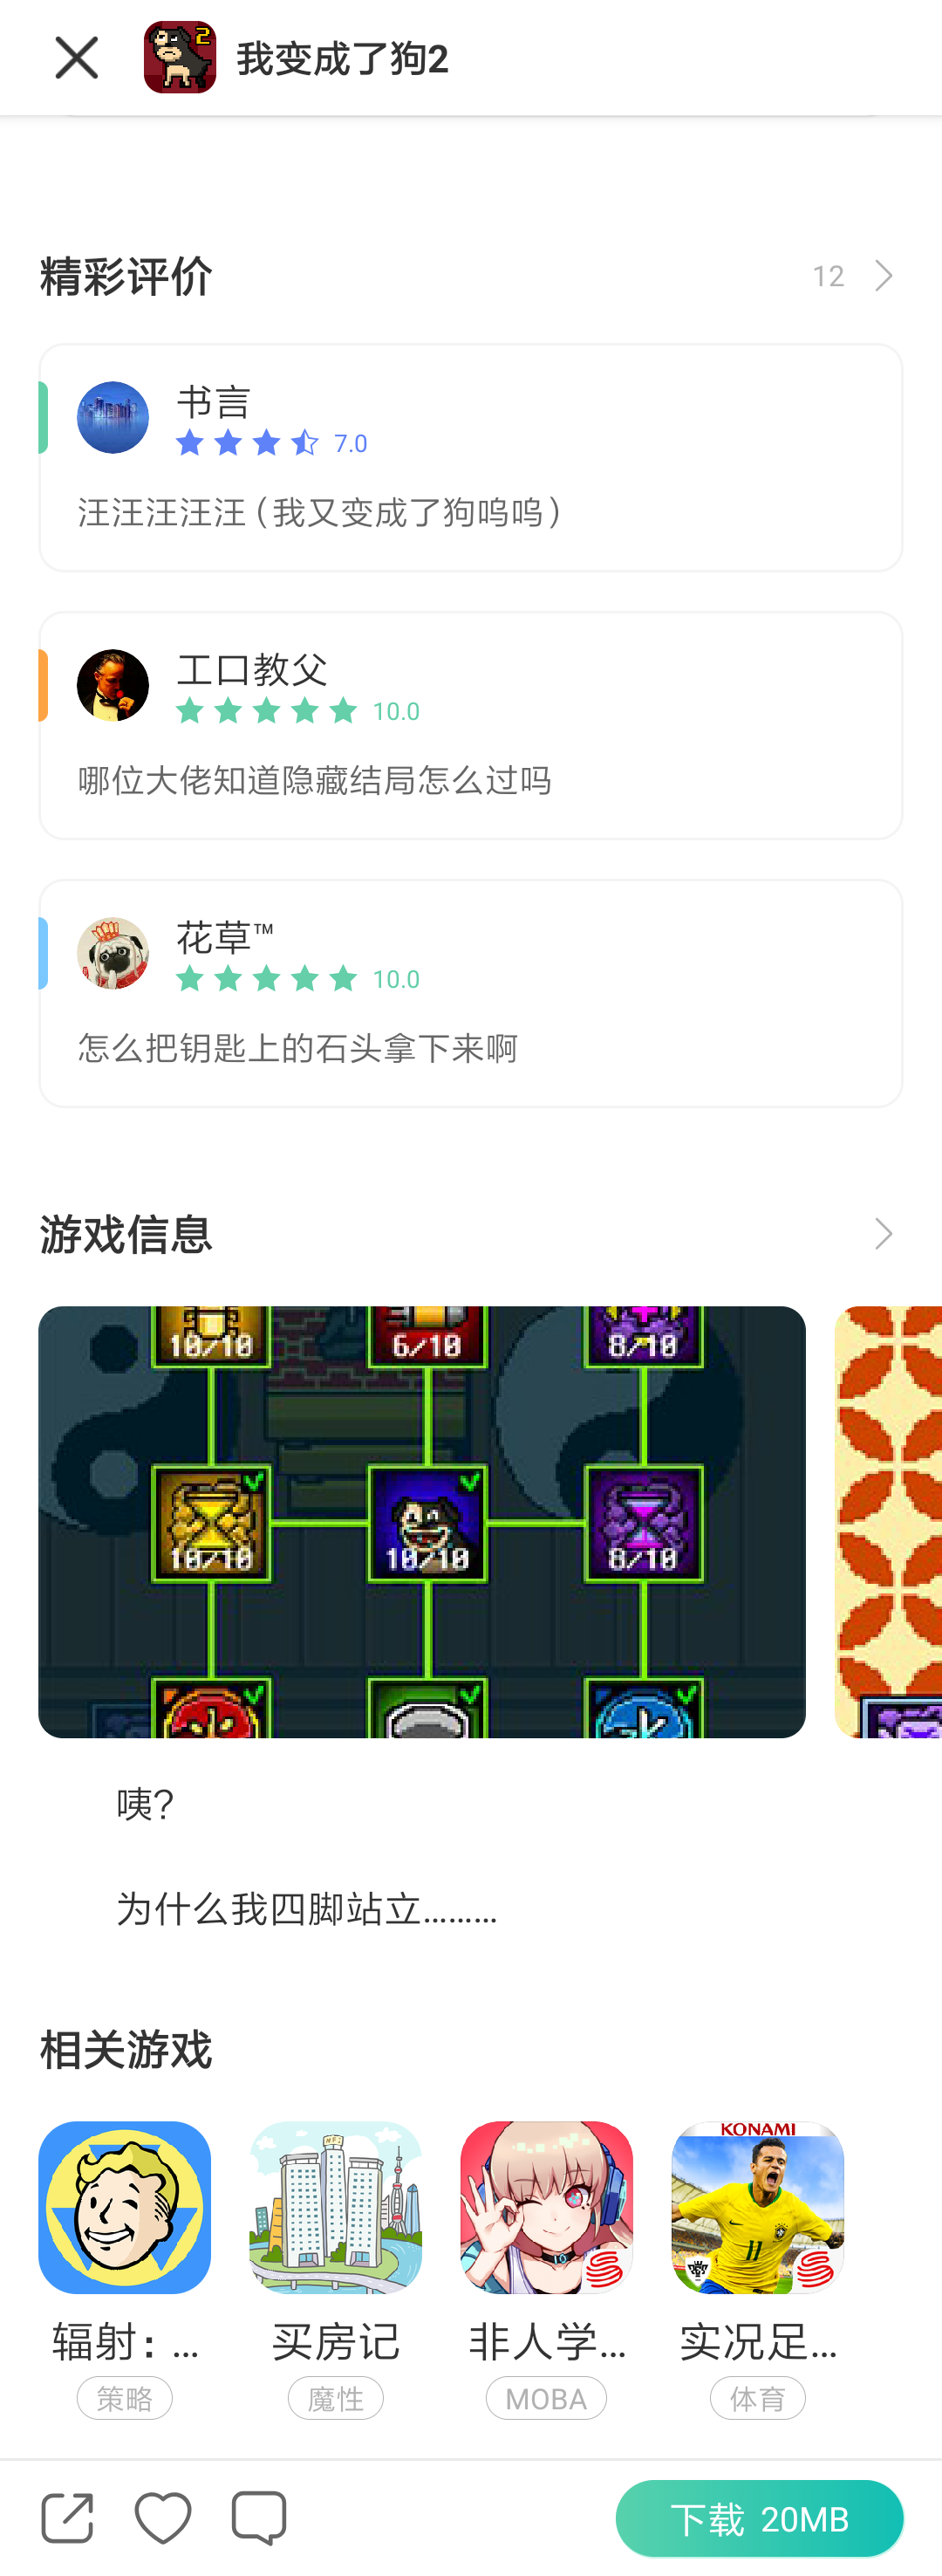 2
我变成了狗2
精彩评价
12
书言
7.0
汪汪汪汪汪（我又变成了狗呜呜）
工口教父
10.0
哪位大佬知道隐藏结局怎么过吗
花草™
10.0
怎么把钥匙上的石头拿下来啊
游戏信息
10/10
6/10
8/10
10/10
10/10
8/10
水
咦?
为什么我四脚站立.........
相关游戏
KONAMI
11
辐射：...
买房记
非人学...
实况足...
策略
魔性
MOBA
体育
下载 20MB